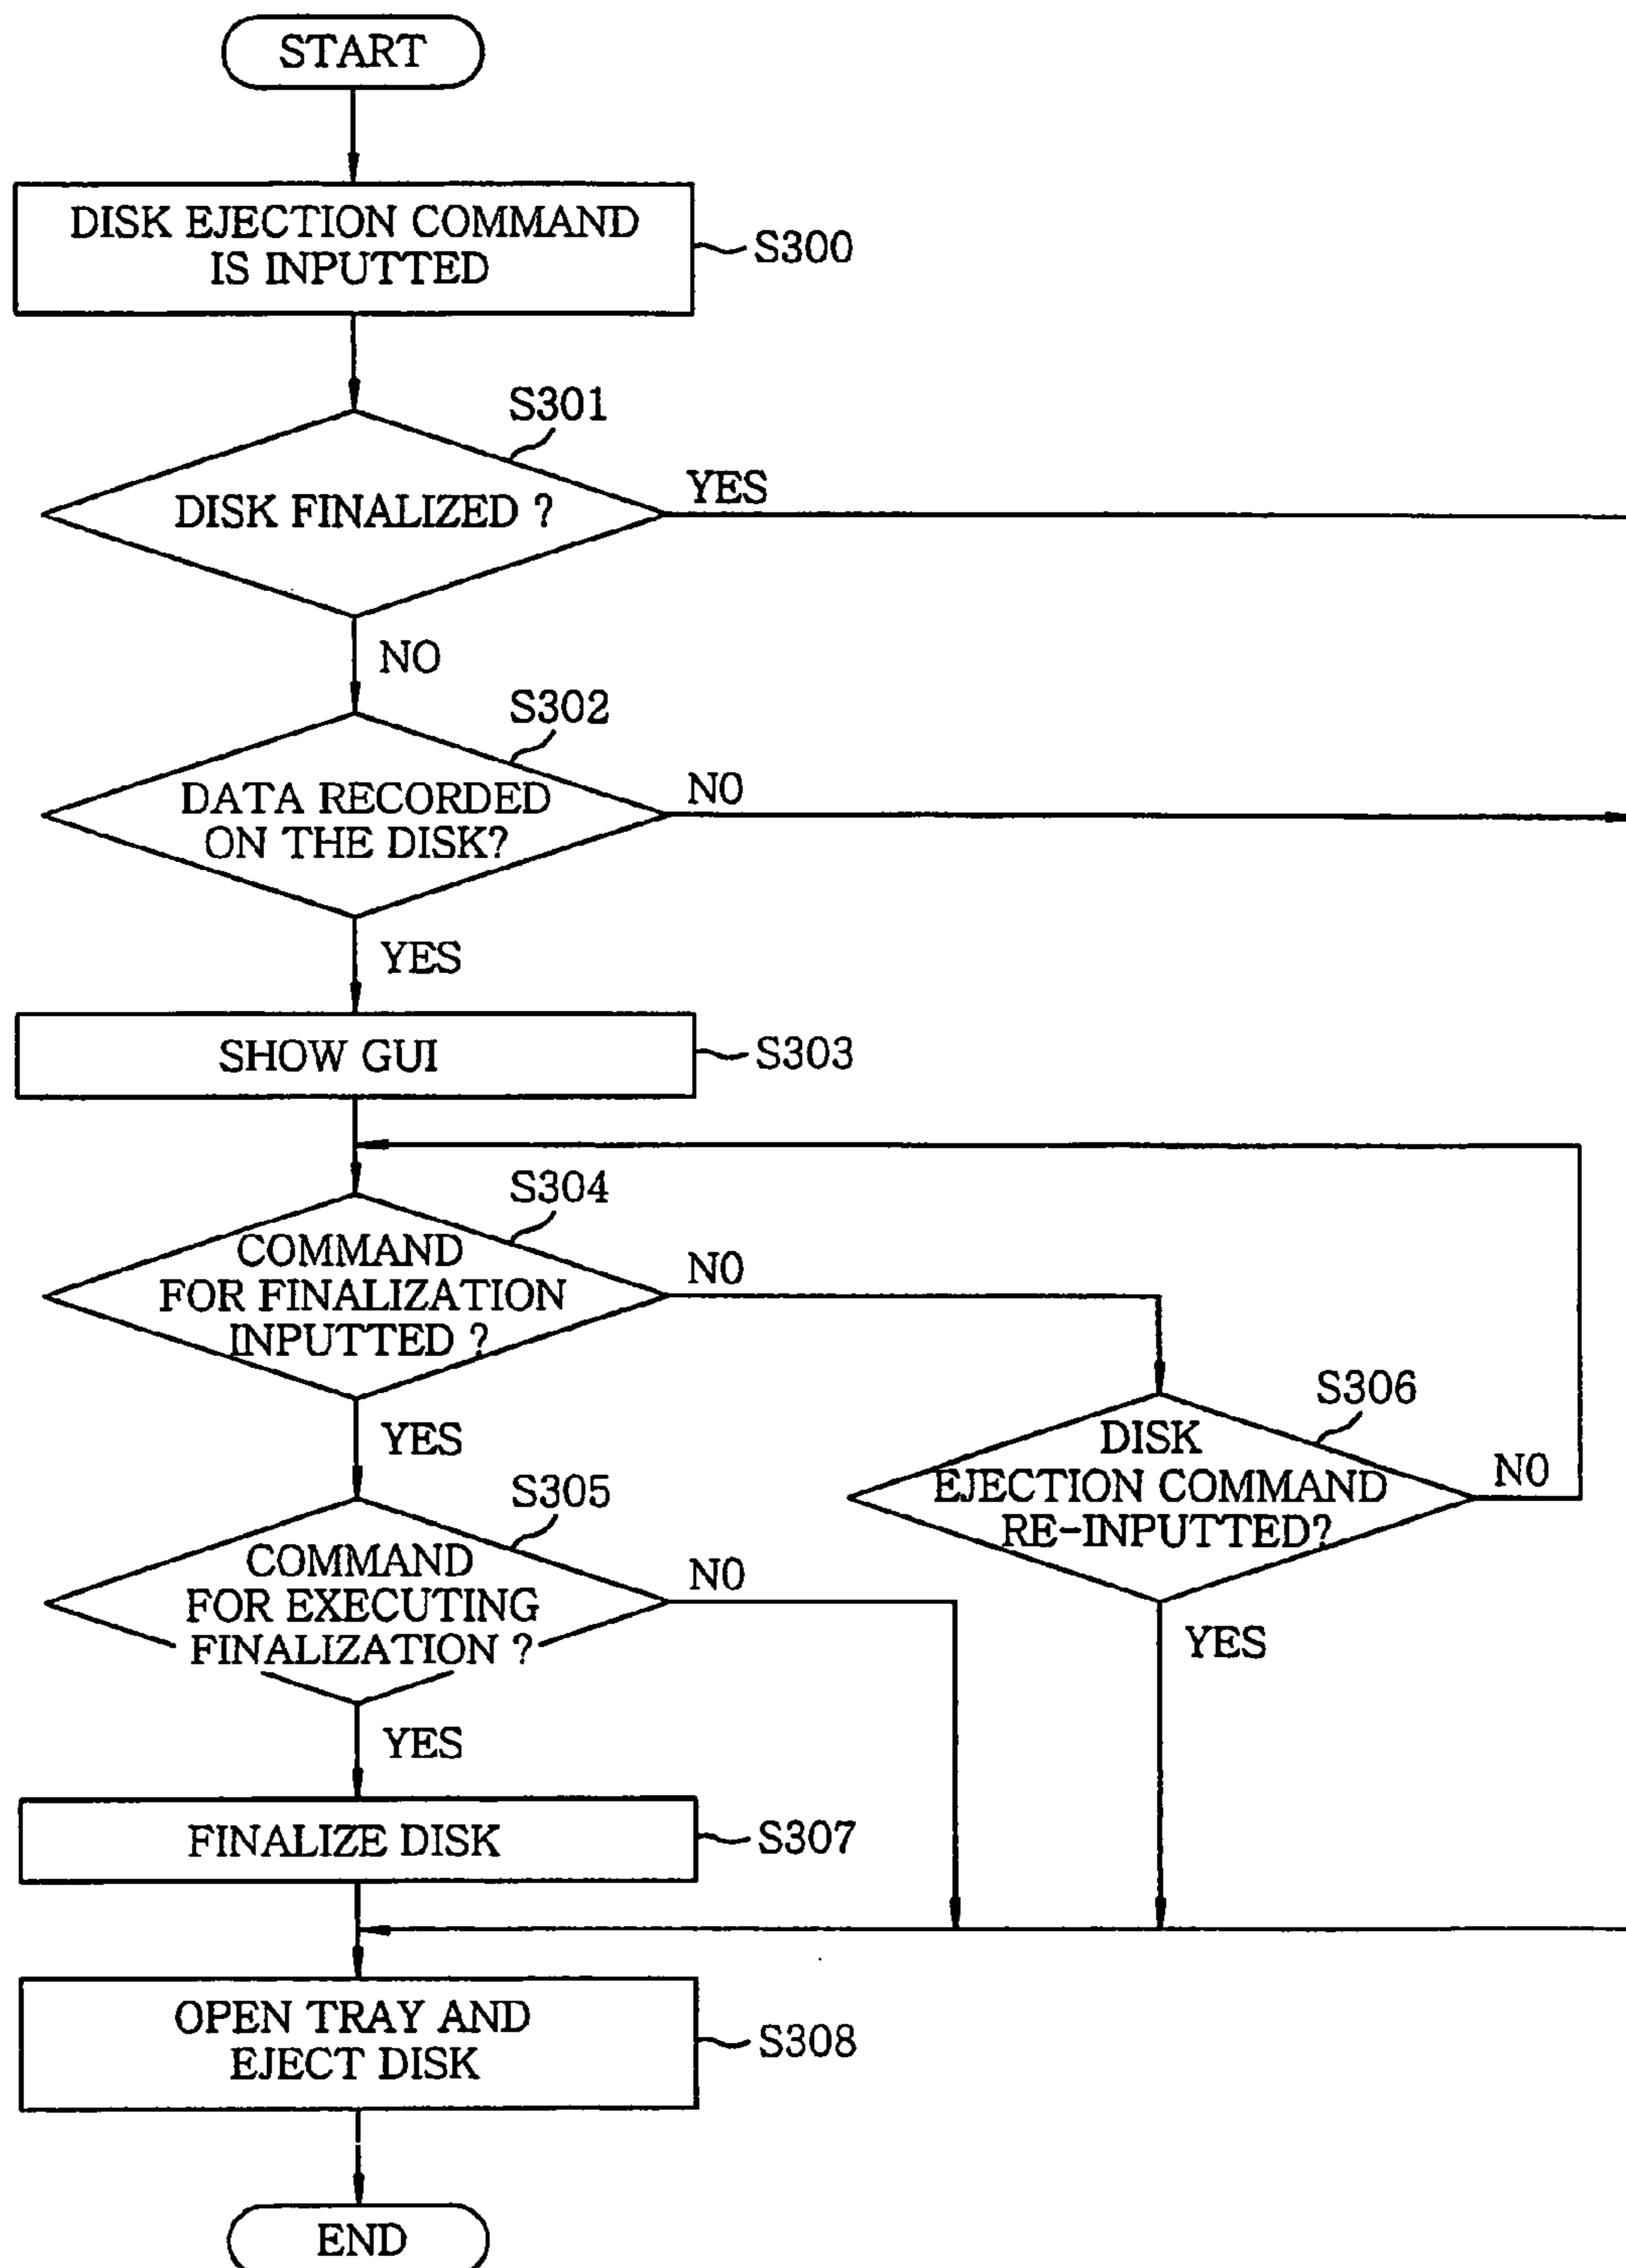 START
DISK EJECTION COMMAND
IS INPUTTED
S300
S301
DISK FINALIZED ?
YES
NO
S302
DATA RECORDED
ON THE DISK?
NO
YES
SHOW GUI
S303
S304
COMMAND
FOR FINALIZATION
INPUTTED ?
NO
YES
S306
DISK
EJECTION COMMAND
RE-INPUTTED?
NO
YES
S305
COMMAND
FOR EXECUTING
FINALIZATION ?
NO
YES
FINALIZE DISK
S307
OPEN TRAY AND
EJECT DISK
S308
END